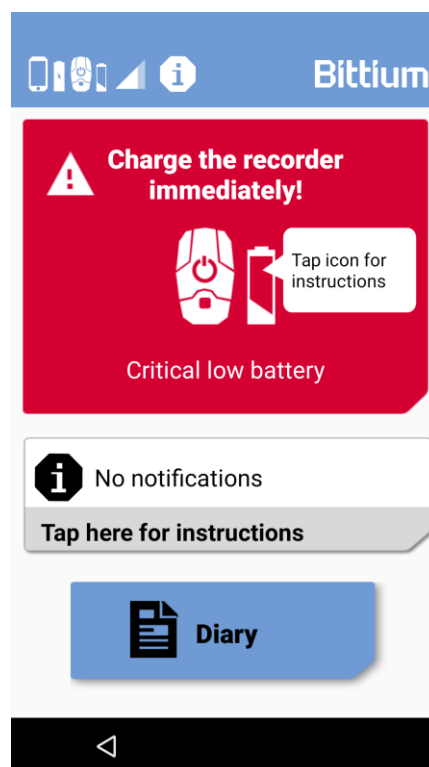 Bittium
Charge the recorder
immediately!
Tap icon for
instructions
Critical low battery
No notifications
Tap here for instructions
Diary